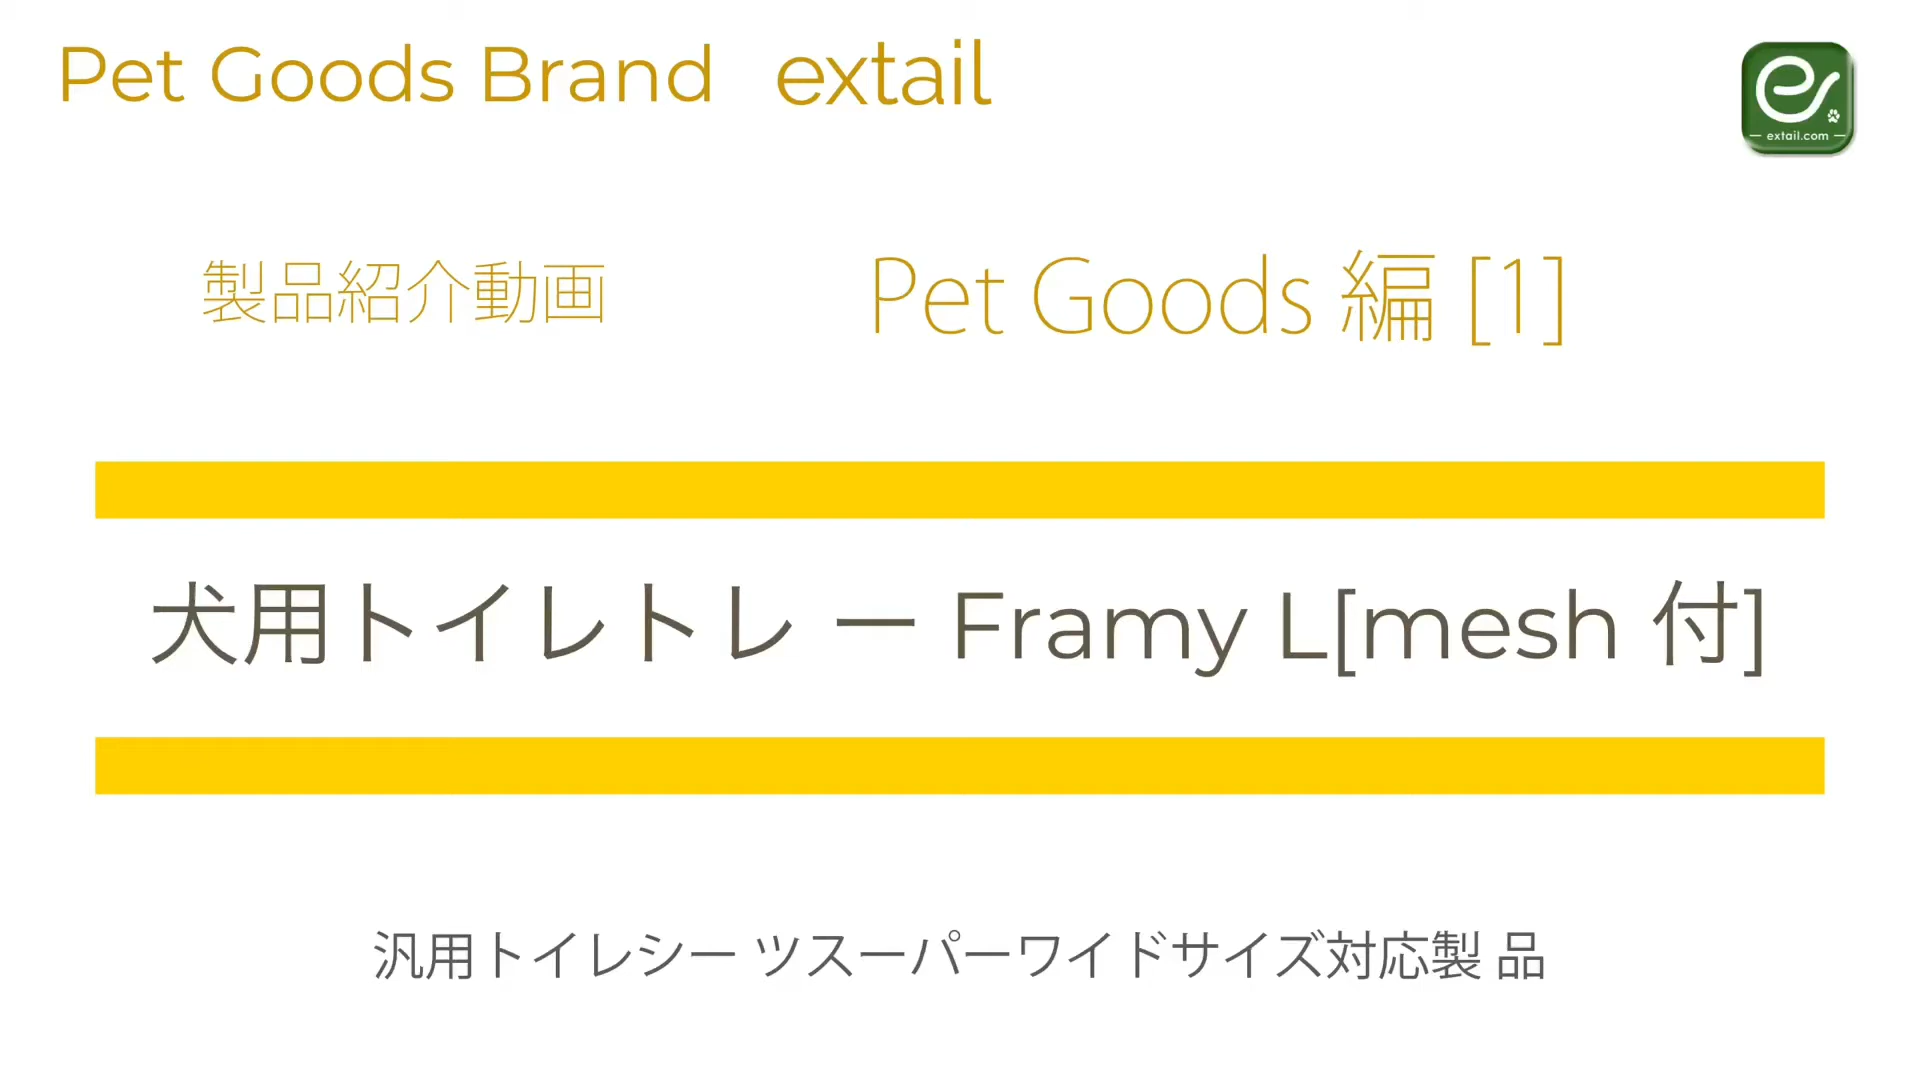 Pet Goods Brand extail
e
extail.com
製品紹介動画 Pet Goods 編 [1]
犬用トイレトレー Framy L[mesh 付]
汎用トイレシーツスーパーワイドサイズ対応製品